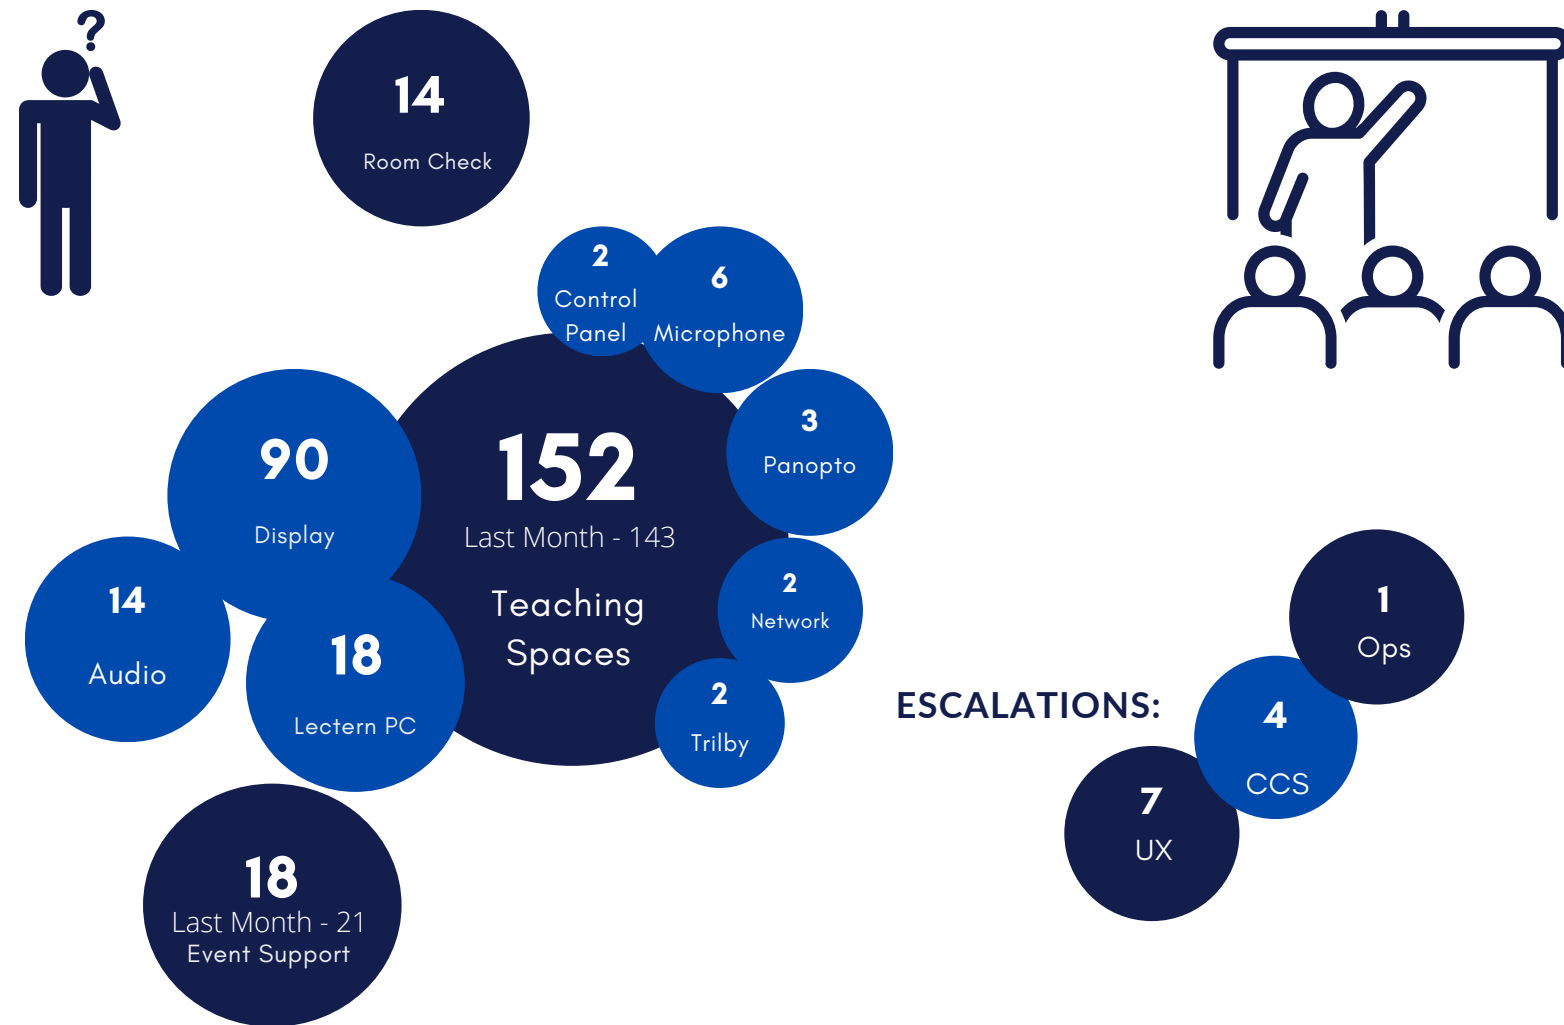 ?
14
Room Check
2
Control
Panel
6
Microphone
3
Panopto
90
Display
152
Last Month - 143
Teaching
Spaces
14
Audio
18
Lectern PC
2
Network
2
Trilby
18
Last Month - 21
Event Support
ESCALATIONS:
1
Ops
4
CCS
7
UX